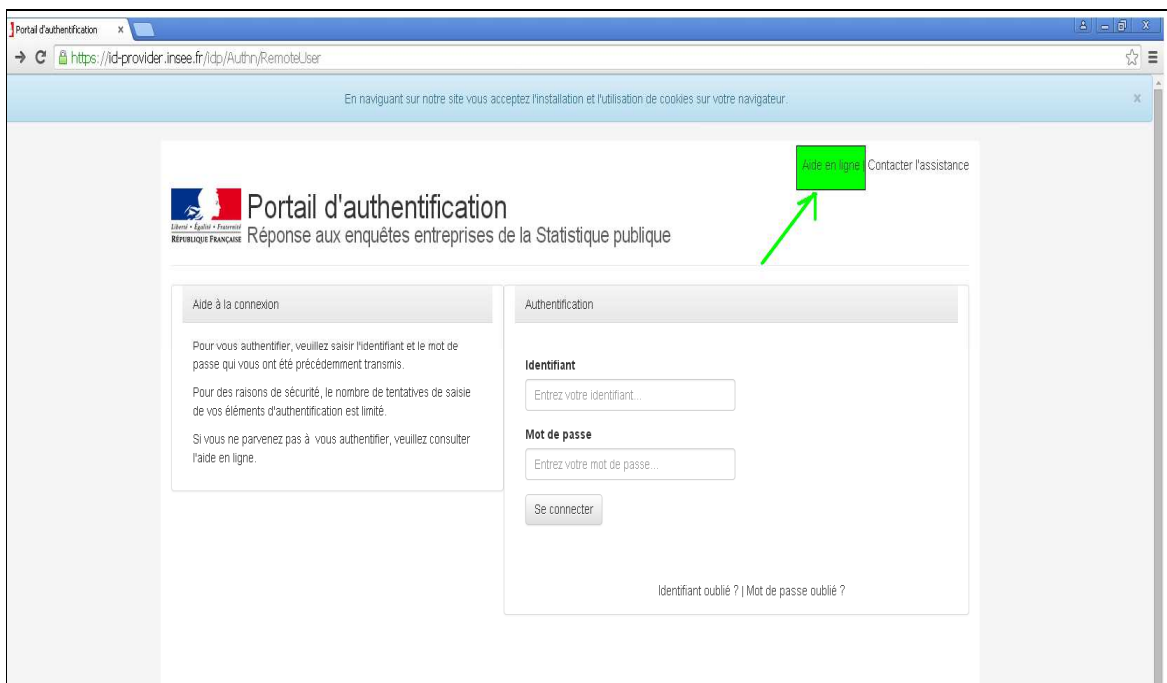 Portail d'authentification x
https://id-provider.insee.fr/idp/Authn/RemoteUser
En naviguant sur notre site vous acceptez l'installation et l'utilisation de cookies sur votre navigateur. x
Aide en ligne | Contacter l'assistance
Portail d'authentification
Liberté • Égalité • Fraternité
RÉPUBLIQUE FRANÇAISE
Réponse aux enquêtes entreprises de la Statistique publique
Aide à la connexion
Pour vous authentifier, veuillez saisir l'identifiant et le mot de
passe qui vous ont été précédemment transmis.
Pour des raisons de sécurité, le nombre de tentatives de saisie
de vos éléments d'authentification est limité.
Si vous ne parvenez pas à vous authentifier, veuillez consulter
l'aide en ligne.
Authentification
Identifiant
Entrez votre identifiant...
Mot de passe
Entrez votre mot de passe...
Se connecter
Identifiant oublié ? | Mot de passe oublié ?